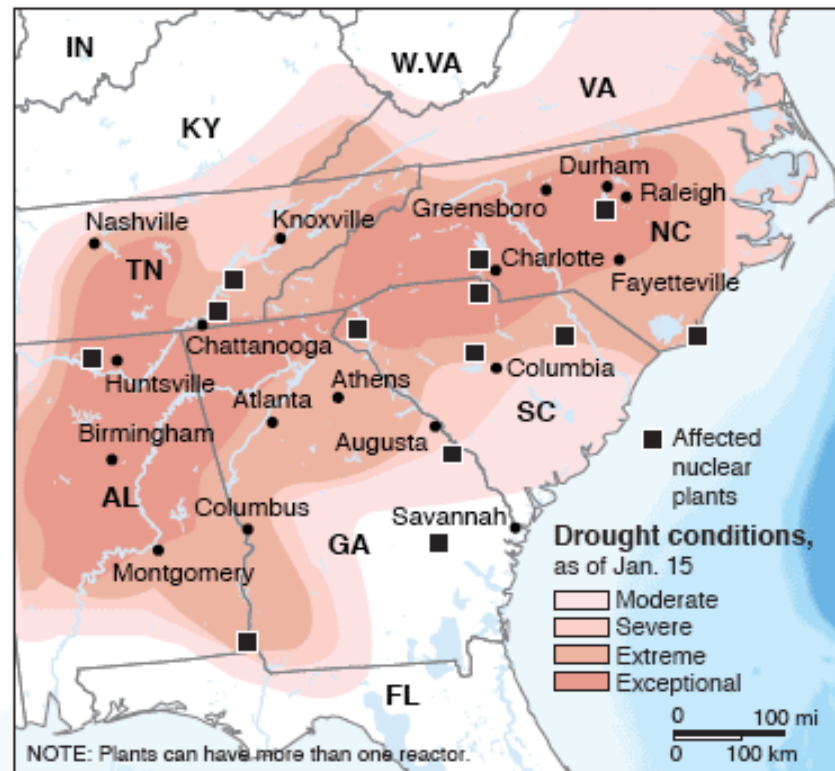 IN
W.VA
VA
KY
Durham
Greensboro
Raleigh
Nashville
Knoxville
NC
TN
Charlotte
Fayetteville
Chattanooga
Huntsville
Athens
Columbia
Atlanta
SC
Birmingham
Augusta
Affected
nuclear
plants
AL
Columbus
Savannah
GA
Montgomery
Drought conditions,
as of Jan. 15
Moderate
Severe
Extreme
Exceptional
FL
0 100 mi
0 100 km
NOTE: Plants can have more than one reactor.